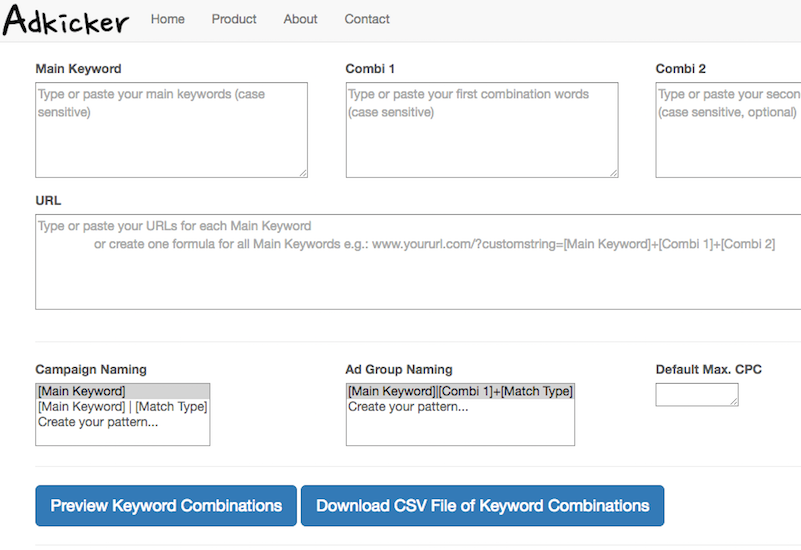 Adkicker Home Product About Contact
Main Keyword Combi 1 Combi 2
Type or paste your main keywords (case
sensitive)
Type or paste your first combination words
(case sensitive)
Type or paste your secon
(case sensitive, optional)
URL
Type or paste your URLs for each Main Keyword
or create one formula for all Main Keywords e.g.: www.yoururl.com/?customstring=[Main Keyword]+[Combi 1]+[Combi 2]
Campaign Naming Ad Group Naming Default Max. CPC
[Main Keyword]
[Main Keyword] | [Match Type]
Create your pattern...
[Main Keyword]|[Combi 1]+[Match Type]
Create your pattern...
Preview Keyword Combinations Download CSV File of Keyword Combinations